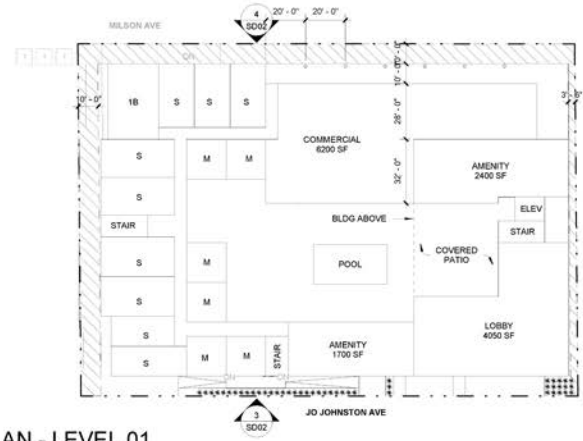 4
SD02
20' - 0"
20' - 0"
MILSON AVE
10' - 0"
10' - 0"
3' - 6"
1B
S
S
S
28' - 0"
COMMERCIAL
6200 SF
S
M
M
AMENITY
2400 SF
32' - 0"
S
ELEV
BLDG ABOVE
STAIR
STAIR
COVERED
PATIO
S
M
POOL
S
M
LOBBY
4050 SF
S
AMENITY
1700 SF
S
M
M
STAIR
3
SD02
JO JOHNSTON AVE
AN - LEVEL 01